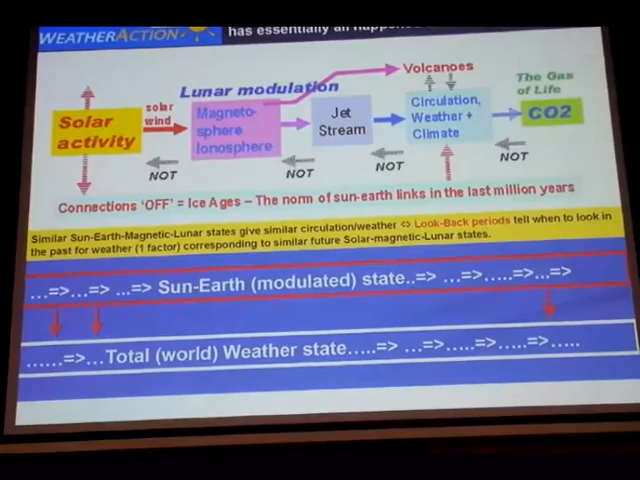 WEATHERACTION
has essentially all
Lunar modulation
Volcanoes
The Gas
of Life
Solar
activity
solar
wind
Magneto-
sphere
Ionosphere
Jet
Stream
Circulation,
Weather +
Climate
CO2
NOT
NOT
NOT
NOT
Connections 'OFF' = Ice Ages – The norm of sun-earth links in the last million years
Similar Sun-Earth-Magnetic-Lunar states give similar circulation/weather <> Look-Back periods tell when to look in
the past for weather (1 factor) corresponding to similar future Solar-magnetic-Lunar states.
...=>...=> ...=> Sun-Earth (modulated) state..=> ...=>.....=>...=>
......=>...Total (world) Weather state.....=> ...=>.....=>.....=>.....